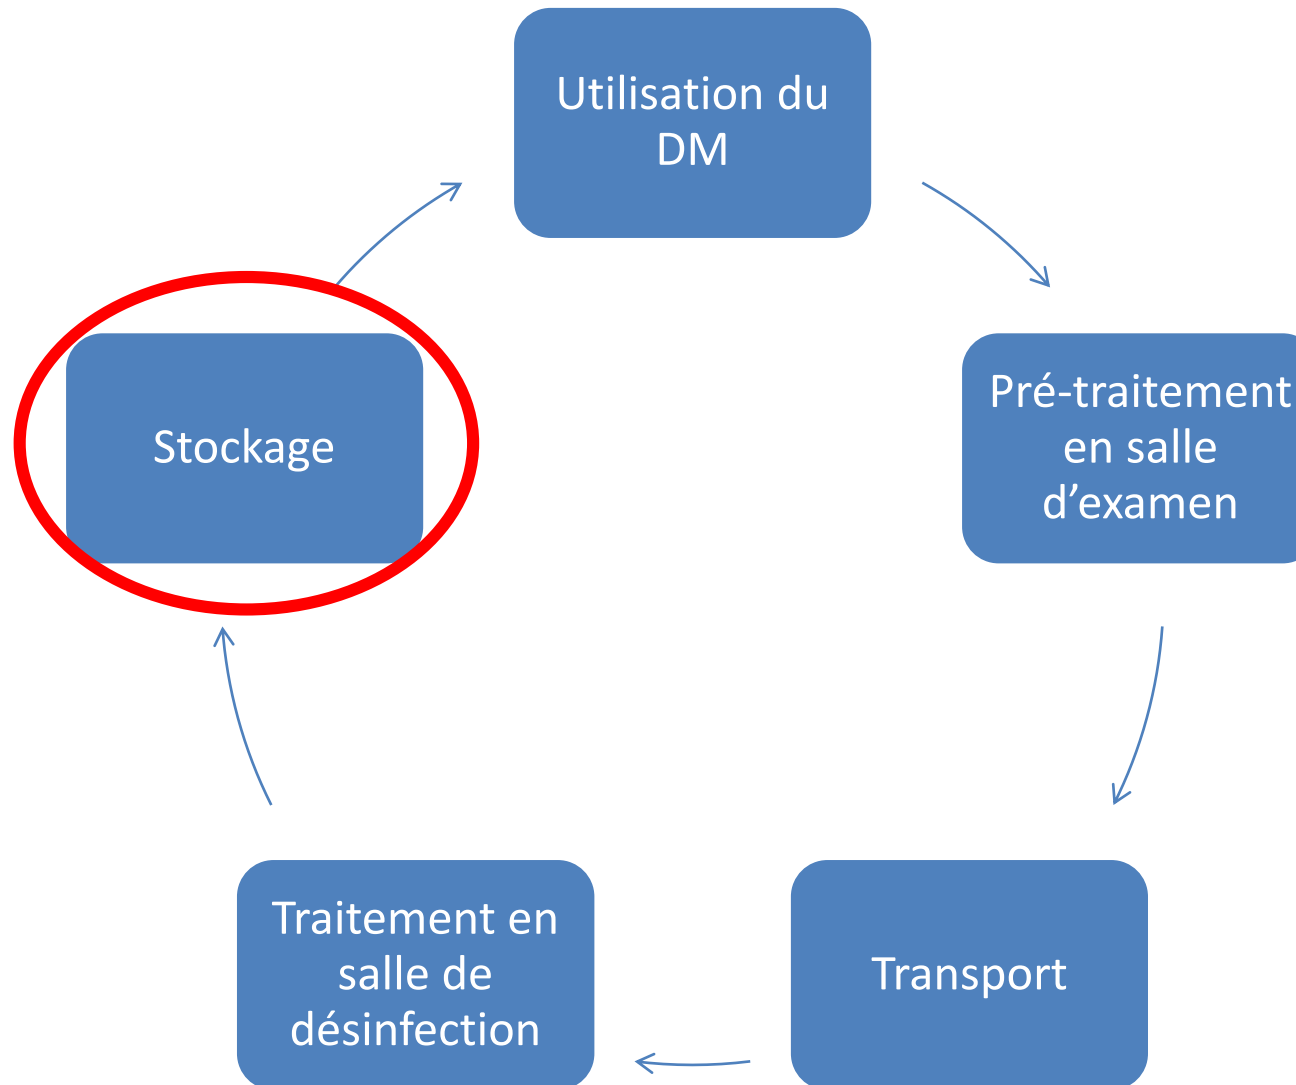 Utilisation du
DM
Pré-traitement
en salle
d’examen
Transport
Traitement en
salle de
désinfection
Stockage